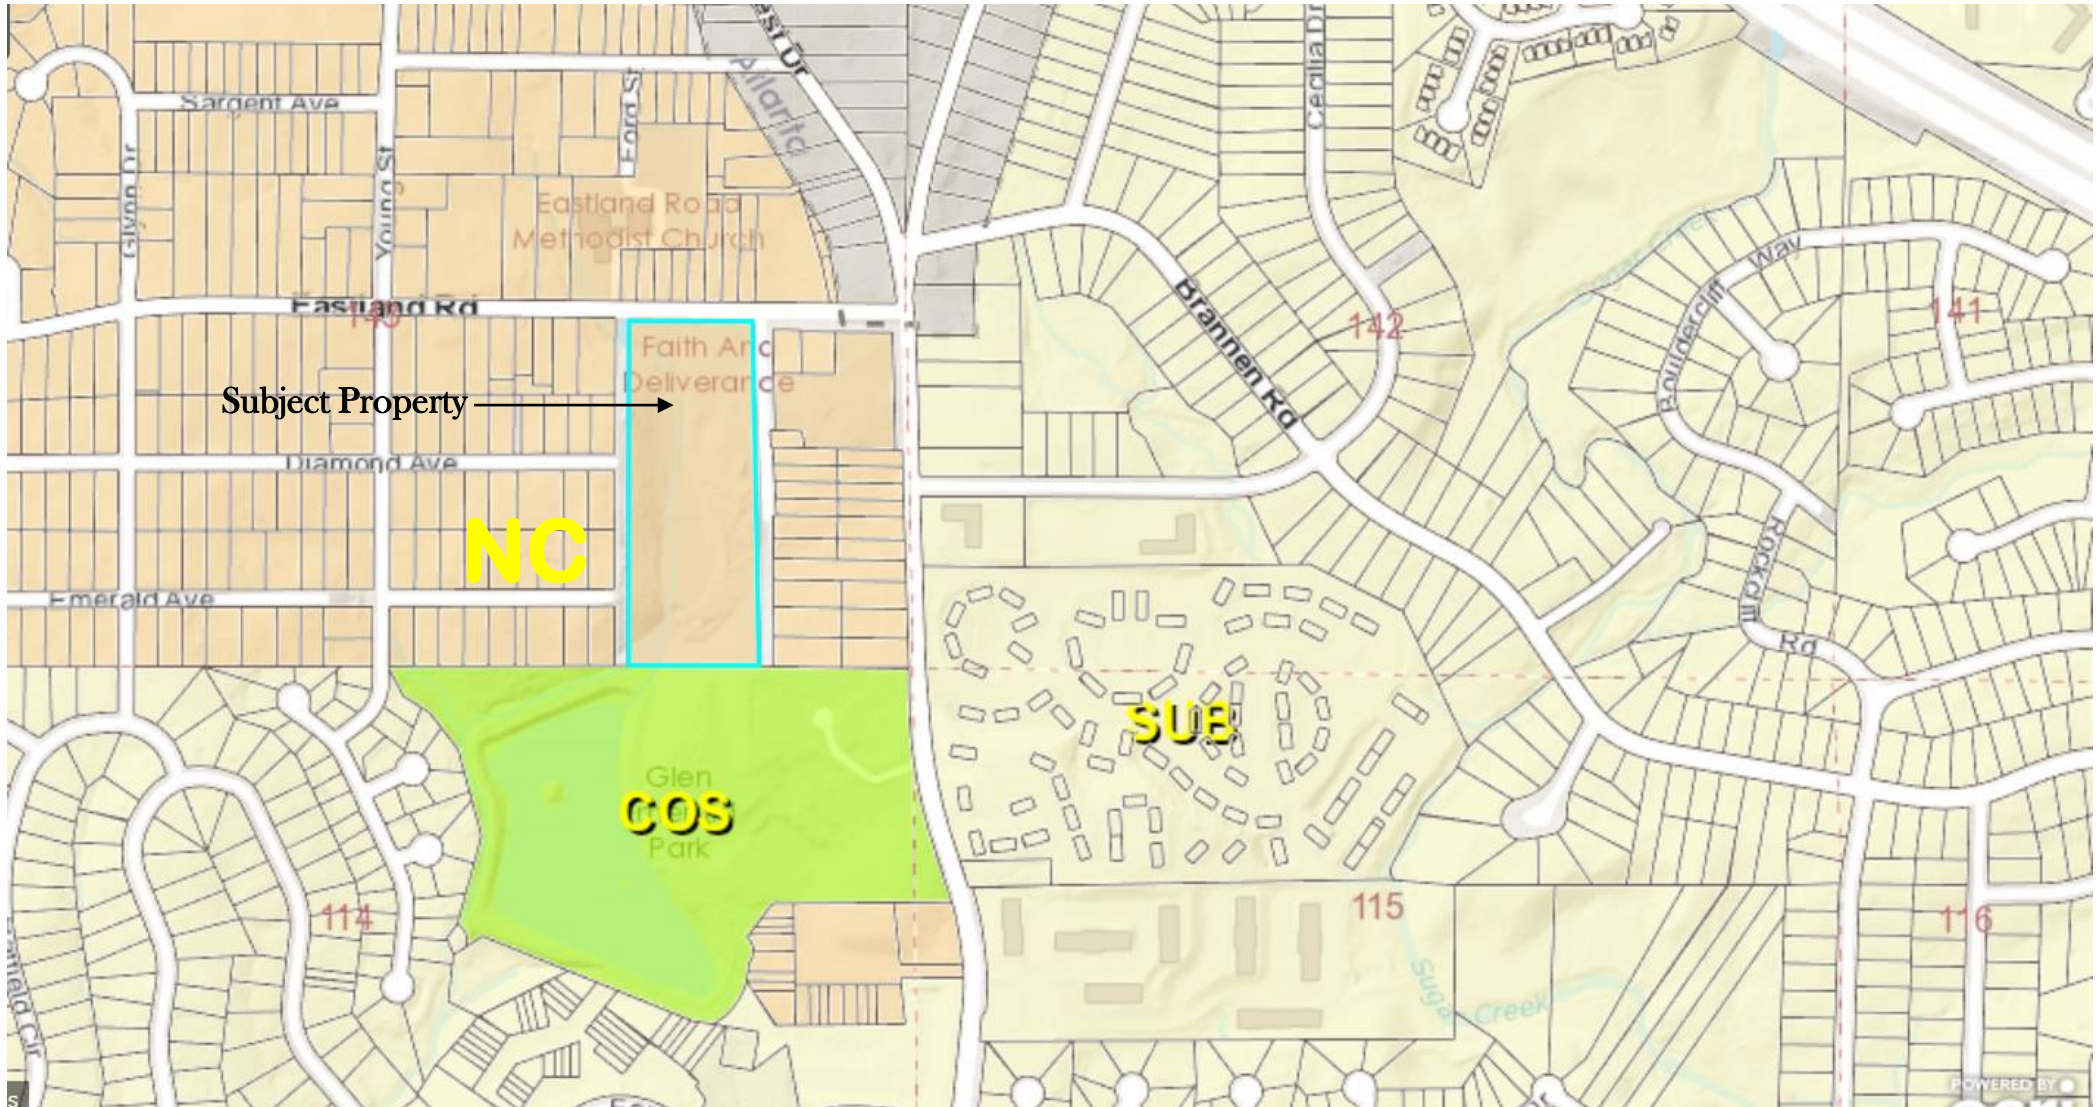 Sargent Ave
Glynn Dr
Young St
Ford St
Atlanta
Cecilia Dr
Eastland Road
Methodist Church
Eastland Rd
Faith And
Deliverance
Subject Property
Diamond Ave
NC
Emerald Ave
Brannen Rd
142
141
Bouldercliff Way
Rockcliff Rd
SUB
Glen
COS
Park
114
115
116
Sugar Creek
POWERED BY